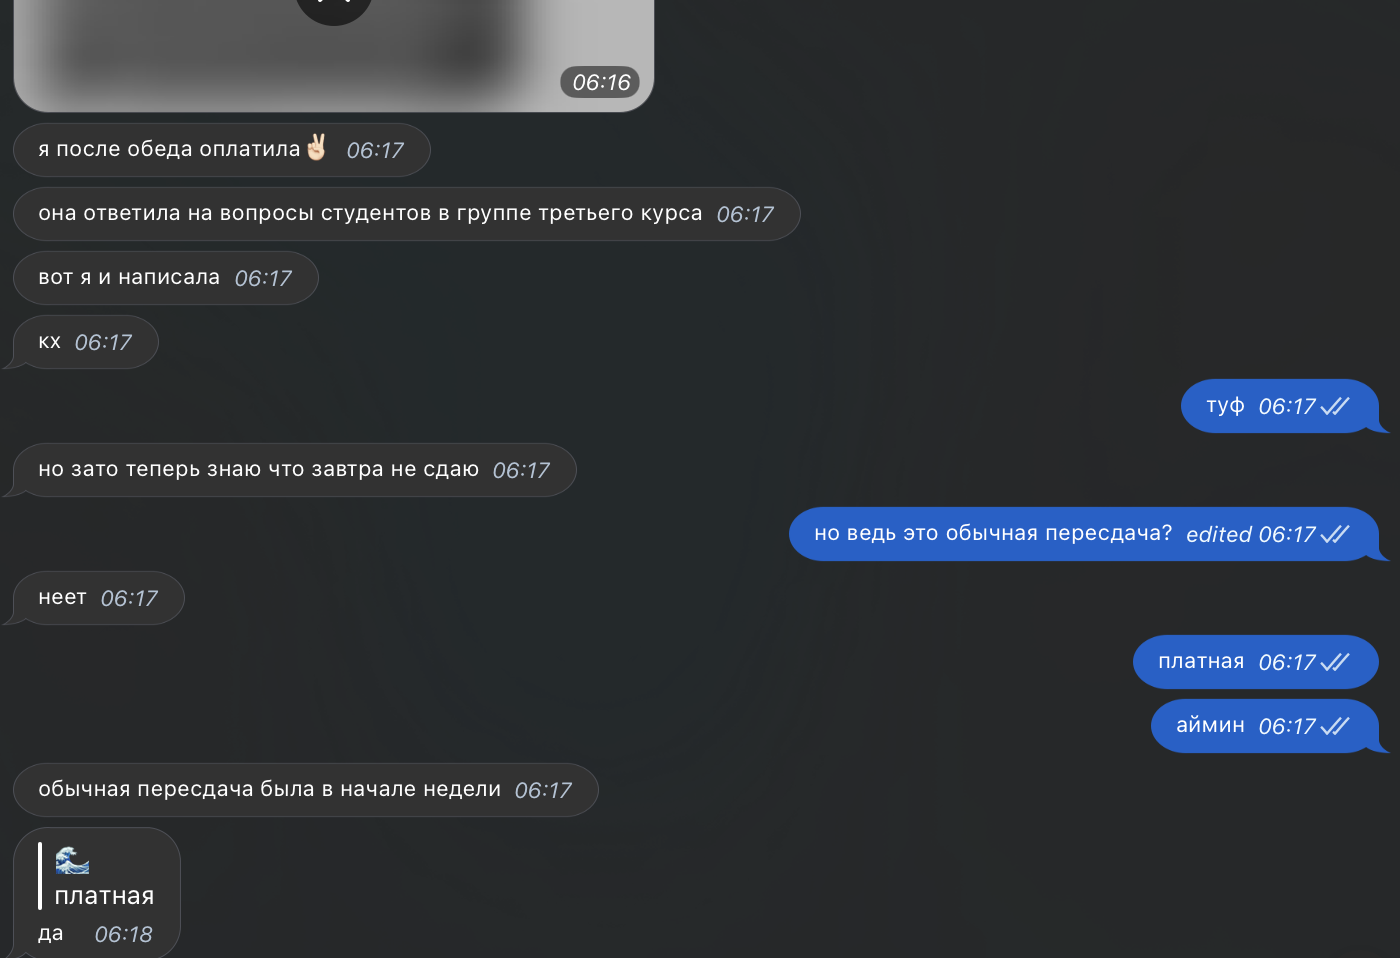 06:16
я после обеда оплатила✌🏻 06:17
она ответила на вопросы студентов в группе третьего курса 06:17
вот я и написала 06:17
кх 06:17
туф 06:17
но зато теперь знаю что завтра не сдаю 06:17
но ведь это обычная пересдача? edited 06:17
неет 06:17
платная 06:17
аймин 06:17
обычная пересдача была в начале недели 06:17
🌊
платная
да 06:18